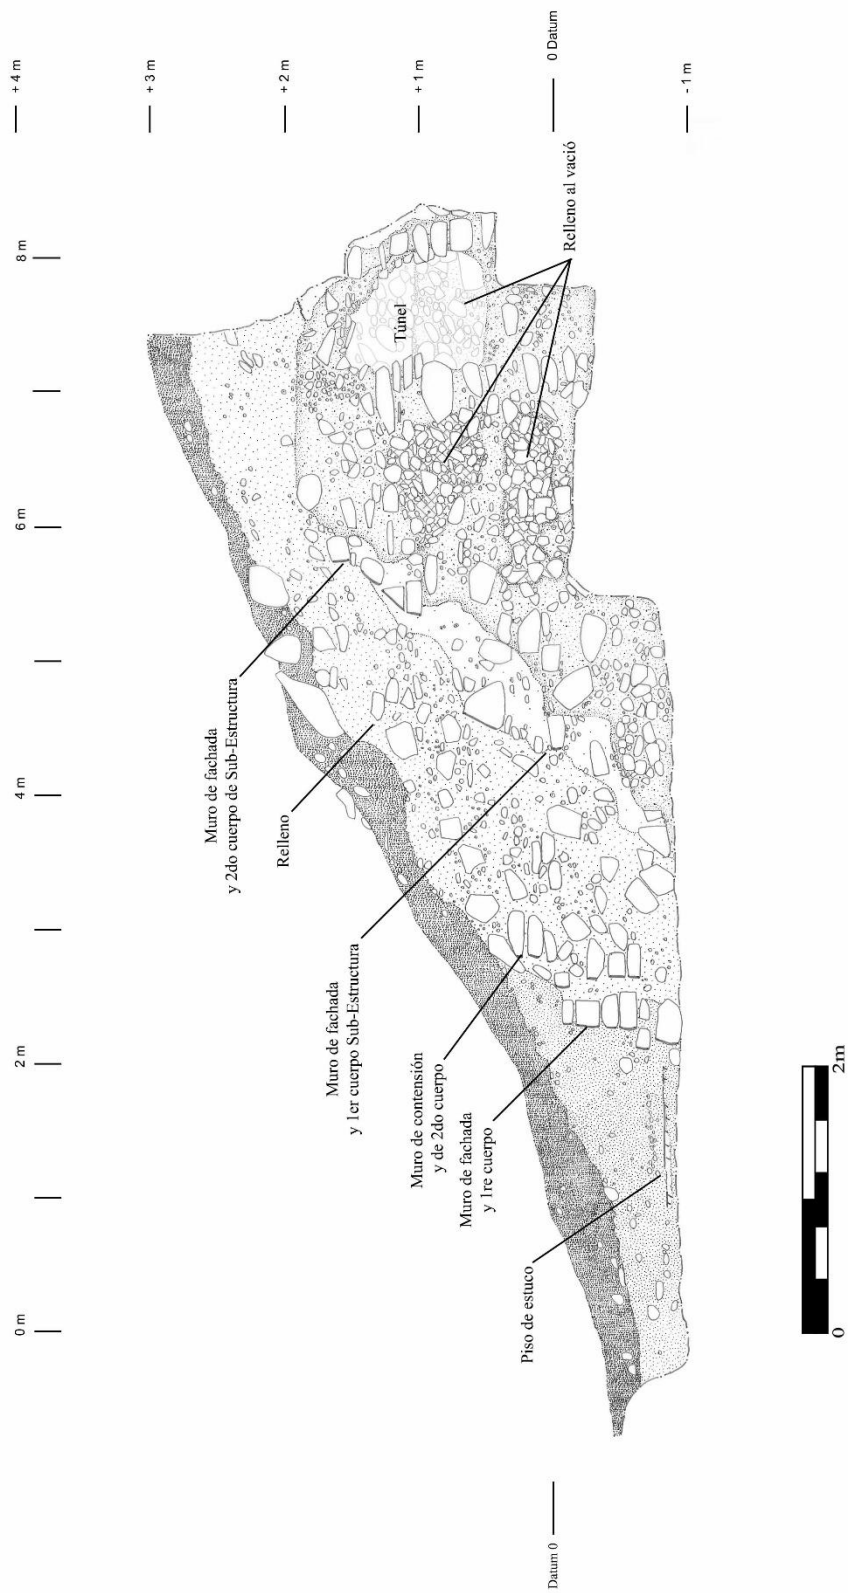 + 4 m
+ 3 m
+ 2 m
+ 1 m
0 Datum
- 1 m
0 m
2 m
4 m
6 m
8 m
Muro de fachada
y 2do cuerpo de Sub-Estructura
Relleno
Muro de fachada
y 1er cuerpo Sub-Estructura
Muro de contensión
y de 2do cuerpo
Muro de fachada
y 1re cuerpo
Piso de estuco
Túnel
Relleno al vació
Datum 0
0
2m